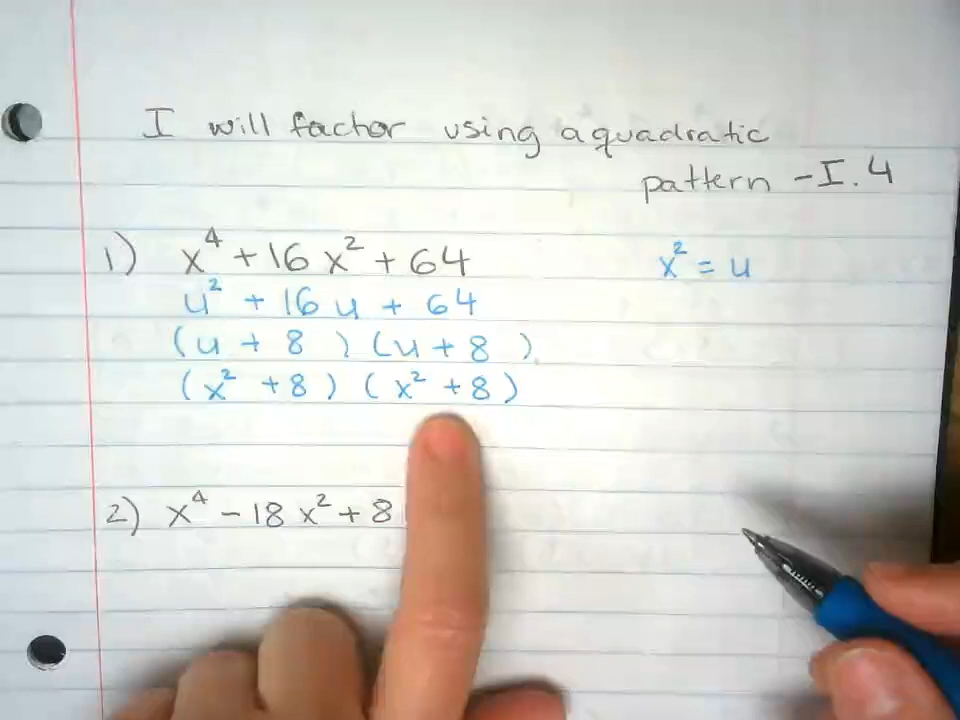 I will factor using a quadratic
pattern - I.4
1) x⁴ + 16x² + 64
x² = u
u² + 16u + 64
(u + 8) (u + 8)
(x² + 8) (x² + 8)
2) x⁴ - 18x² + 8